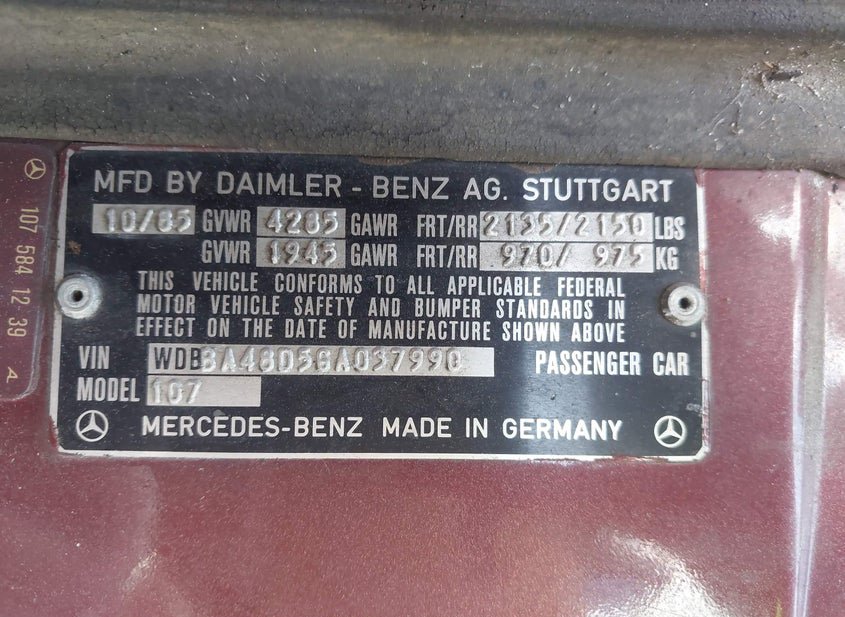 MFD BY DAIMLER - BENZ AG. STUTTGART
10/85 GVWR 4285 GAWR FRT/RR 2135/2150 LBS
GVWR 1945 GAWR FRT/RR 970/ 975 KG
THIS VEHICLE CONFORMS TO ALL APPLICABLE FEDERAL
MOTOR VEHICLE SAFETY AND BUMPER STANDARDS IN
EFFECT ON THE DATE OF MANUFACTURE SHOWN ABOVE
VIN WDBBA48D5GA037990 PASSENGER CAR
MODEL 107
MERCEDES-BENZ MADE IN GERMANY
107 584 12 39 A